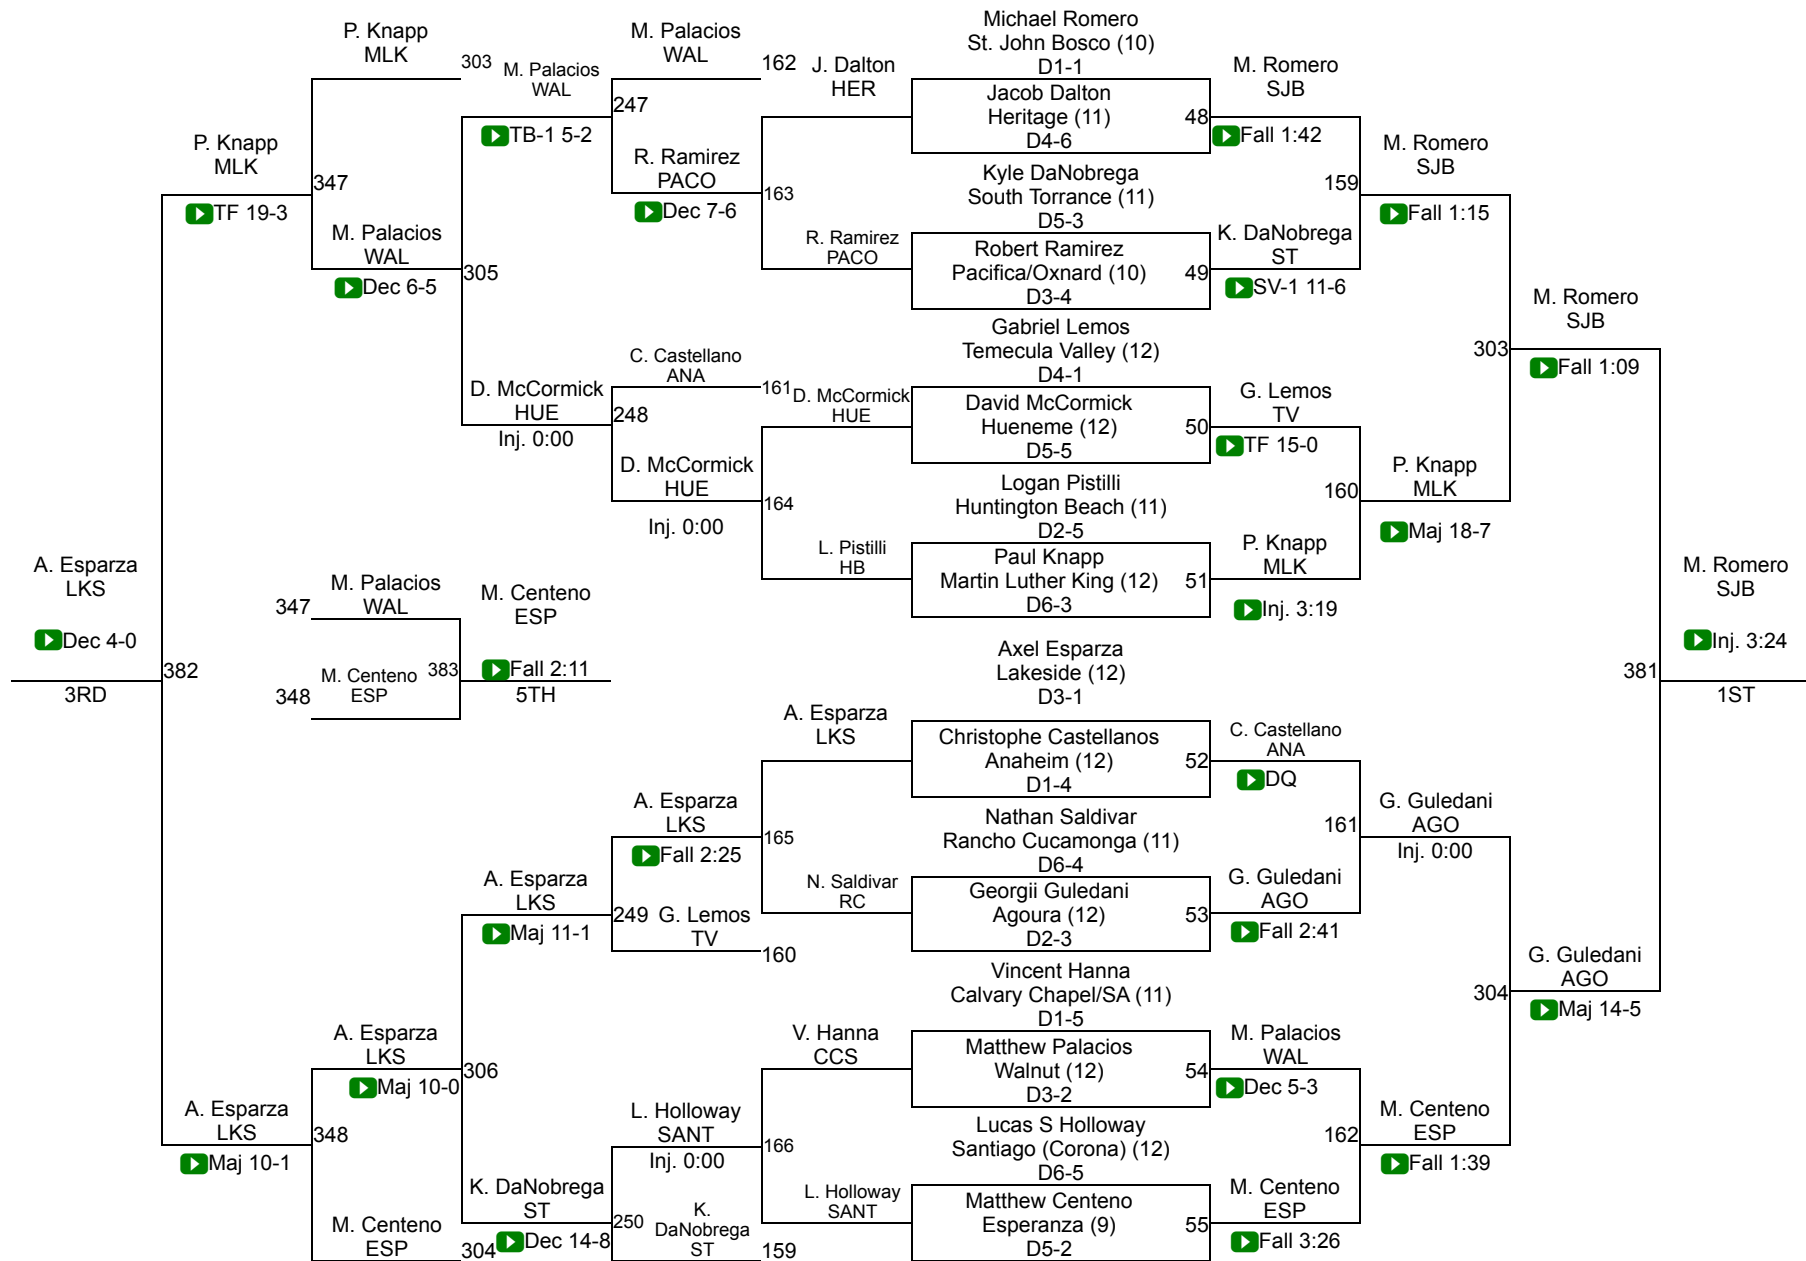 P. Knapp
MLK
303
M. Palacios
WAL
M. Palacios
WAL
162
J. Dalton
HER
Michael Romero
St. John Bosco (10)
D1-1
Jacob Dalton
Heritage (11)
D4-6
48
M. Romero
SJB
Fall 1:42
247
TB-1 5-2
P. Knapp
MLK
347
TF 19-3
R. Ramirez
PACO
163
Dec 7-6
Kyle DaNobrega
South Torrance (11)
D5-3
159
M. Romero
SJB
Fall 1:15
M. Palacios
WAL
305
Dec 6-5
R. Ramirez
PACO
Robert Ramirez
Pacifica/Oxnard (10)
D3-4
49
K. DaNobrega
ST
SV-1 11-6
M. Romero
SJB
303
Fall 1:09
Gabriel Lemos
Temecula Valley (12)
D4-1
C. Castellano
ANA
161
D. McCormick
HUE
David McCormick
Hueneme (12)
D5-5
50
G. Lemos
TV
TF 15-0
D. McCormick
HUE
248
Inj. 0:00
D. McCormick
HUE
164
Inj. 0:00
Logan Pistilli
Huntington Beach (11)
D2-5
160
P. Knapp
MLK
Maj 18-7
L. Pistilli
HB
Paul Knapp
Martin Luther King (12)
D6-3
51
P. Knapp
MLK
Inj. 3:19
A. Esparza
LKS
Dec 4-0
382
3RD
347
M. Palacios
WAL
M. Centeno
ESP
348
M. Centeno
ESP
383
Fall 2:11
5TH
M. Romero
SJB
Inj. 3:24
381
1ST
Axel Esparza
Lakeside (12)
D3-1
A. Esparza
LKS
Christophe Castellanos
Anaheim (12)
D1-4
52
C. Castellano
ANA
DQ
A. Esparza
LKS
165
Fall 2:25
Nathan Saldivar
Rancho Cucamonga (11)
D6-4
161
G. Guledani
AGO
Inj. 0:00
A. Esparza
LKS
249
Maj 11-1
G. Lemos
TV
160
N. Saldivar
RC
Georgii Guledani
Agoura (12)
D2-3
53
G. Guledani
AGO
Fall 2:41
G. Guledani
AGO
304
Maj 14-5
Vincent Hanna
Calvary Chapel/SA (11)
D1-5
V. Hanna
CCS
Matthew Palacios
Walnut (12)
D3-2
54
M. Palacios
WAL
Dec 5-3
A. Esparza
LKS
306
Maj 10-0
A. Esparza
LKS
348
Maj 10-1
L. Holloway
SANT
166
Inj. 0:00
Lucas S Holloway
Santiago (Corona) (12)
D6-5
162
M. Centeno
ESP
Fall 1:39
K. DaNobrega
ST
250
Dec 14-8
K.
DaNobrega
ST
159
L. Holloway
SANT
Matthew Centeno
Esperanza (9)
D5-2
55
M. Centeno
ESP
Fall 3:26
M. Centeno
ESP
304